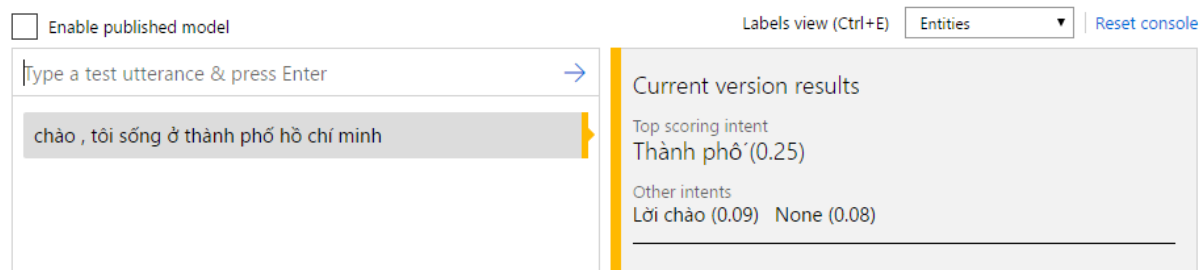 Enable published model
Labels view (Ctrl+E) Entities Reset console
Type a test utterance & press Enter
chào , tôi sống ở thành phố hồ chí minh
Current version results
Top scoring intent
Thành phô´(0.25)
Other intents
Lời chào (0.09) None (0.08)